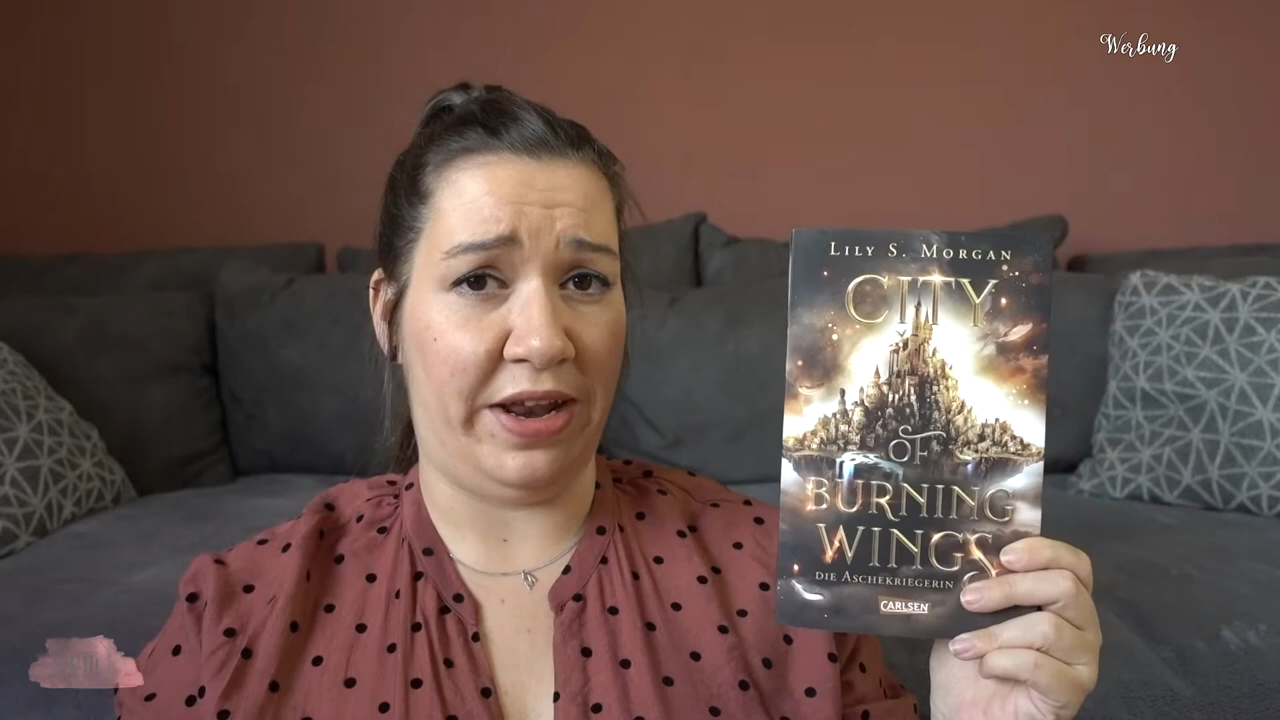 Werbung
LILY S. MORGAN
CITY
OF
BURNING
WINGS
DIE ASCHEKRIEGERIN
CARLSEN